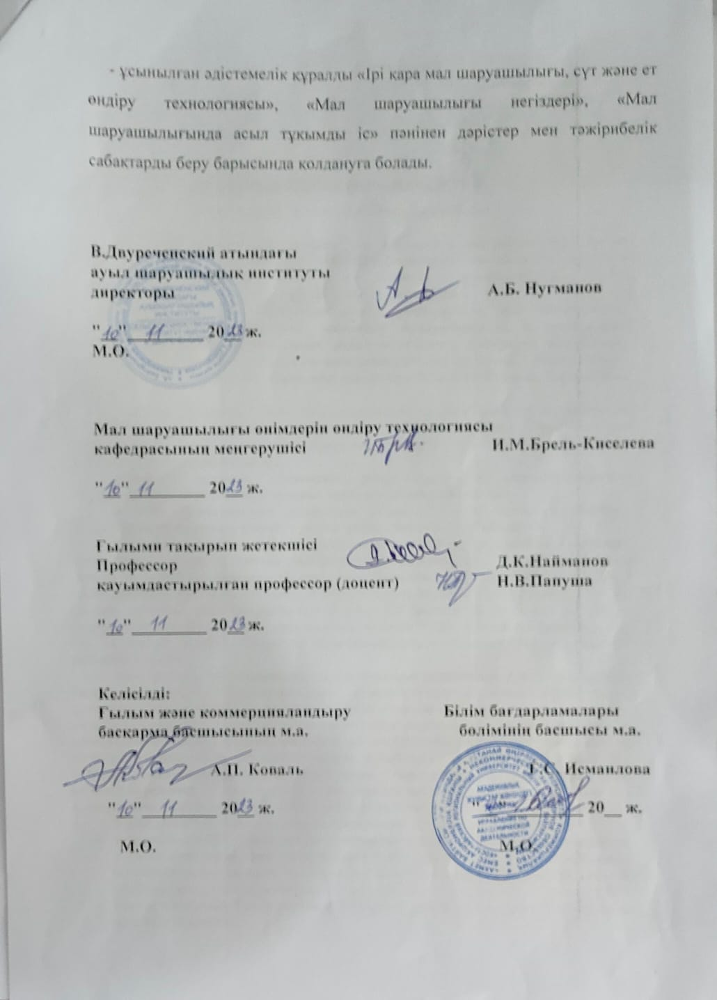 - ұсынылған әдістемелік құралды «Ірі қара мал шаруашылығы, сүт және ет
өндіру технологиясы», «Мал шаруашылығы негіздері», «Мал
шаруашылығында асыл тұқымды іс» пәнінен дәрістер мен тәжірибелік
сабақтарды беру барысында қолдануға болады.
В.Двуреченский атындағы
ауыл шаруашылық институты
директоры
А.Б. Нугманов
"10" 11 2023 ж.
М.О.
Мал шаруашылығы өнімдерін өндіру технологиясы
кафедрасының меңгерушісі
И.М.Брель-Киселева
"10" 11 2023 ж.
Ғылыми тақырып жетекшісі
Профессор Д.К.Найманов
қауымдастырылған профессор (доцент) Н.В.Папуша
"10" 11 2023 ж.
Келісілді:
Ғылым және коммерцияландыру Білім бағдарламалары
басқарма басшысының м.а. бөлімінің басшысы м.а.
А.П. Коваль Исмаилова
"10" 11 2023 ж. 20__ ж.
М.О. М.О.
УПРАВЛЕНИЕ ПО
АКАДЕМИЧЕСКОЙ
ДЕЯТЕЛЬНОСТИ